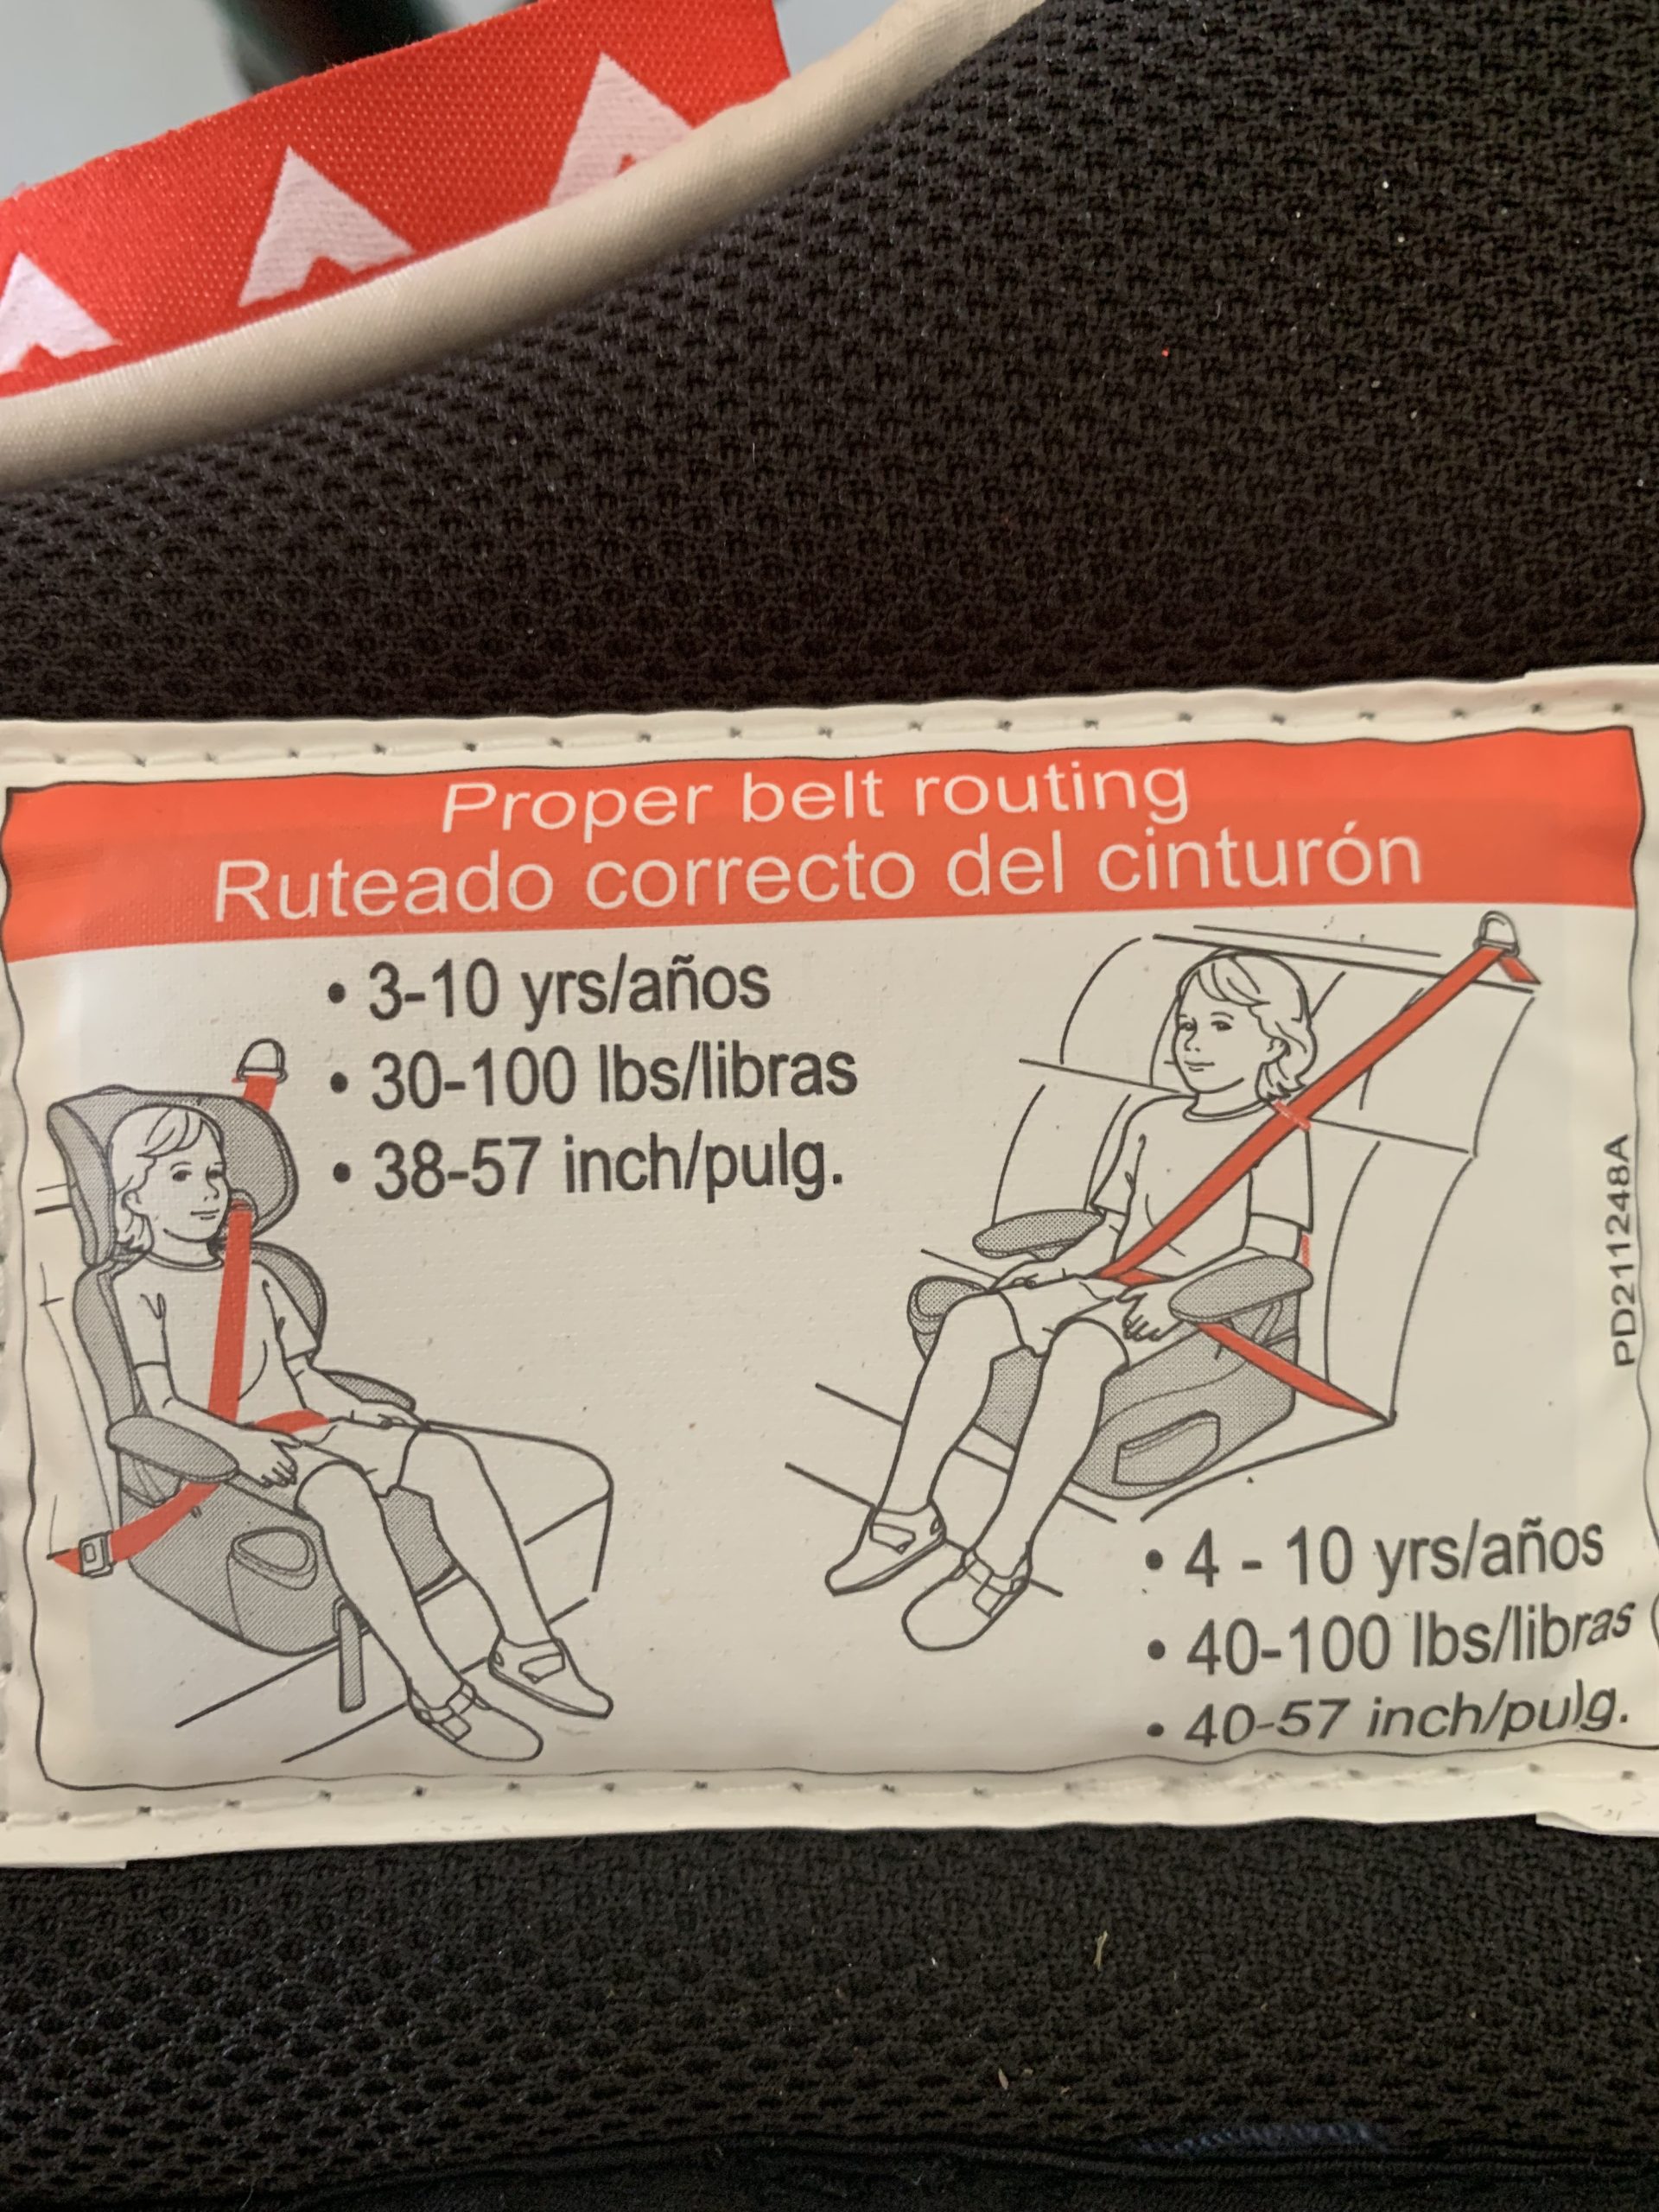 Proper belt routing
Ruteado correcto del cinturón
• 3-10 yrs/años
• 30-100 lbs/libras
• 38-57 inch/pulg.
• 4 - 10 yrs/años
• 40-100 lbs/libras
• 40-57 inch/pulg.
PD211248A